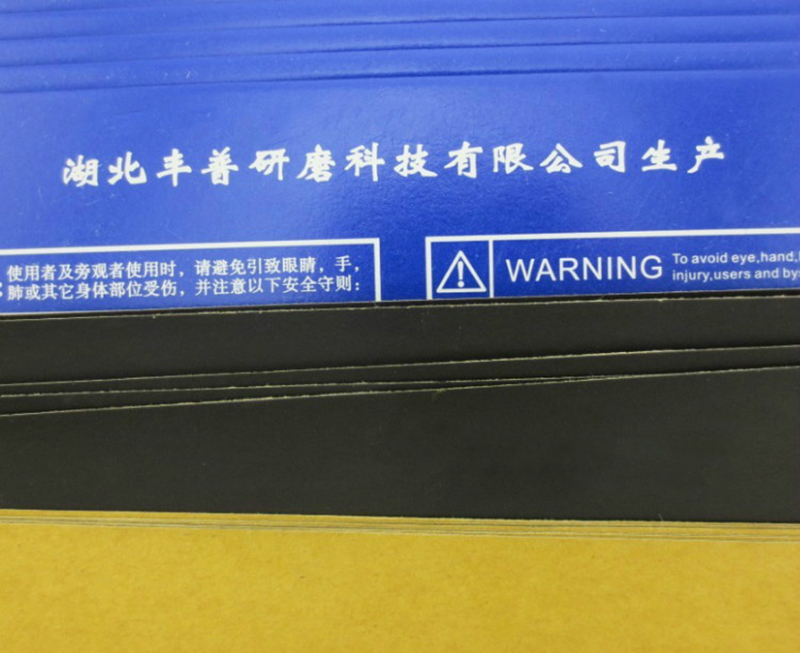 湖北丰普研磨科技有限公司生产
使用者及旁观者使用时，请避免引致眼睛，手，
肺或其它身体部位受伤，并注意以下安全守则：
WARNING
To avoid eye,hand,
injury,users and